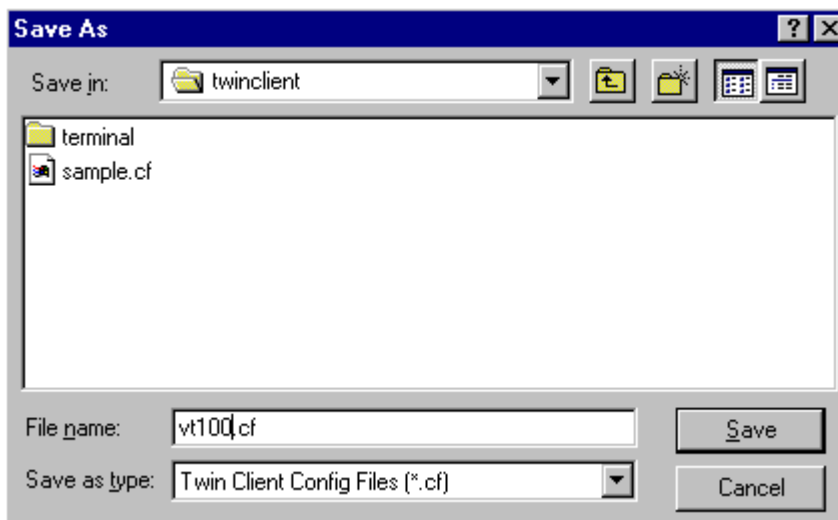 Save As
Save in: twinclient
terminal
sample.cf
File name: vt100.cf
Save
Save as type: Twin Client Config Files (*.cf)
Cancel